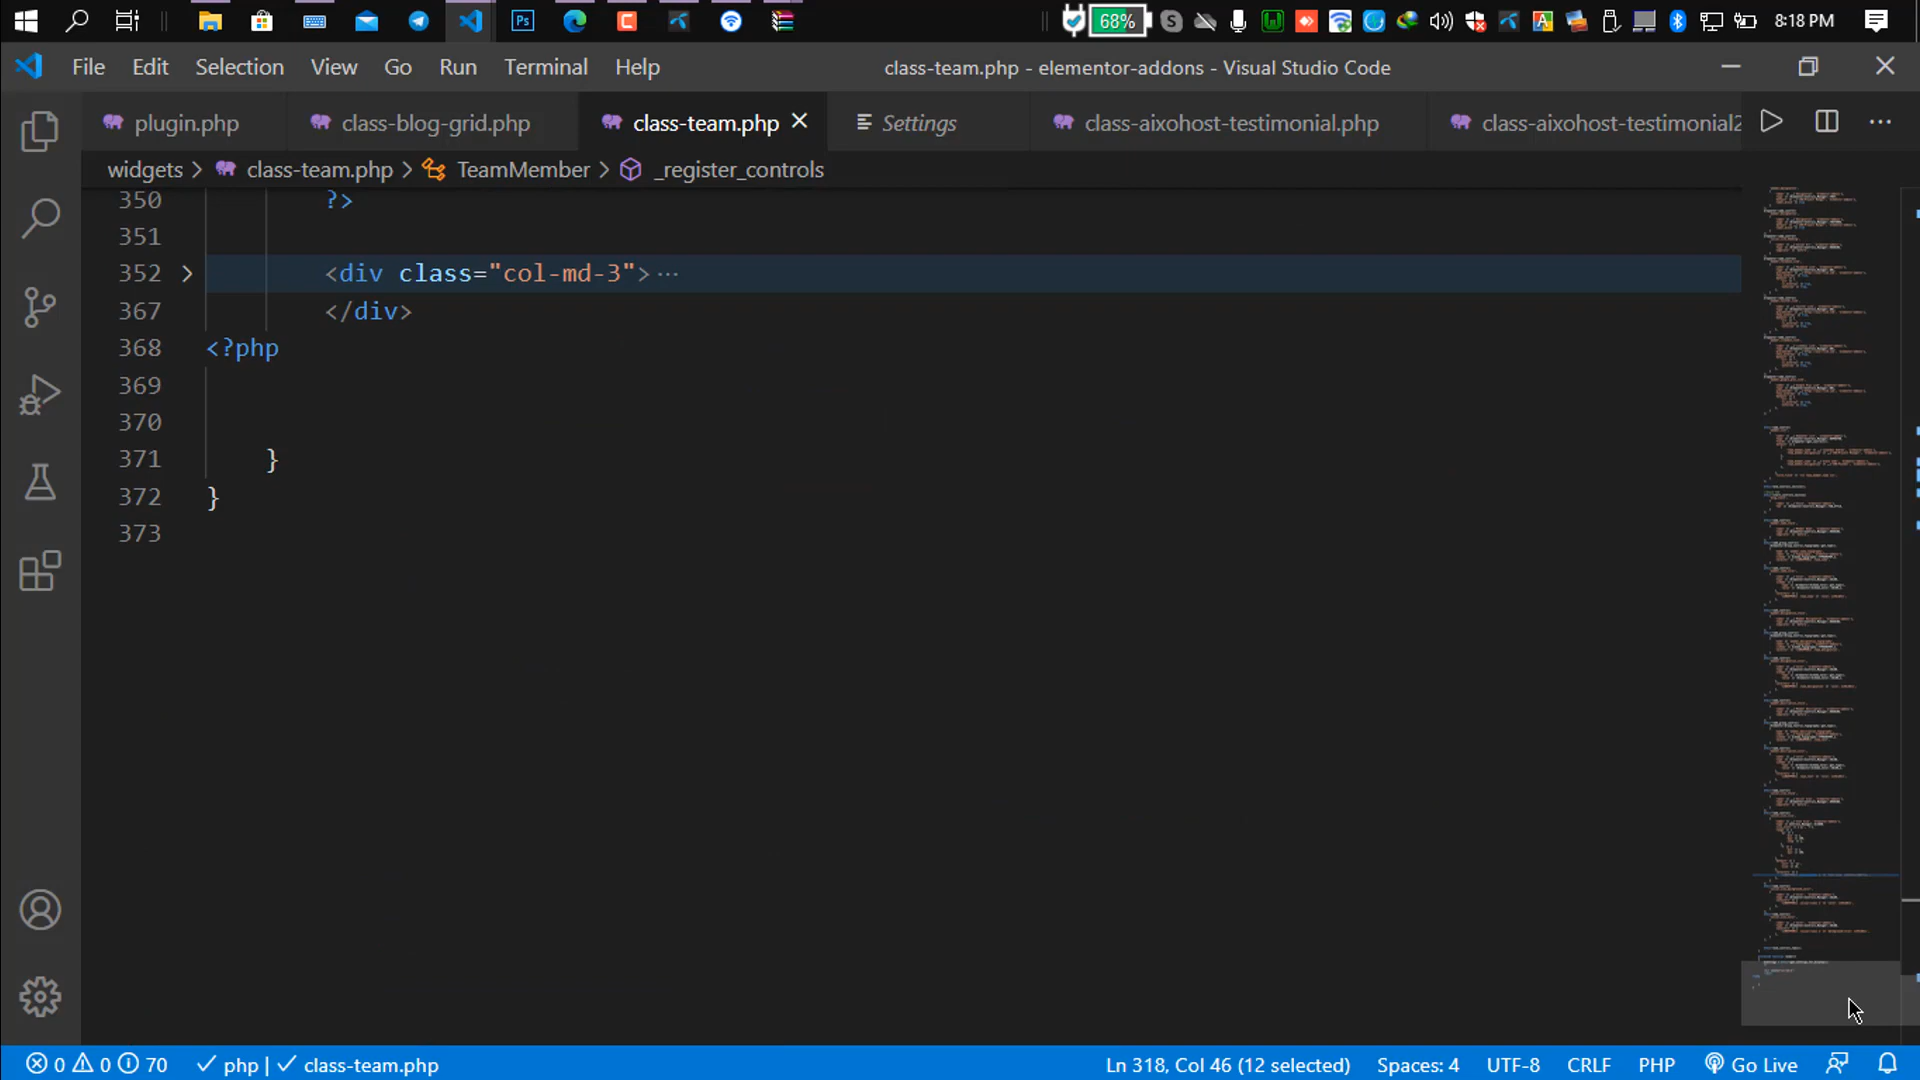 68%
8:18 PM
File Edit Selection View Go Run Terminal Help
class-team.php - elementor-addons - Visual Studio Code
plugin.php class-blog-grid.php class-team.php Settings class-aixohost-testimonial.php class-aixohost-testimonial2
widgets > class-team.php > TeamMember > _register_controls
350 ?>
351
352 <div class="col-md-3">···
367 </div>
368 <?php
369
370
371 }
372 }
373
0 0 70 php | class-team.php Ln 318, Col 46 (12 selected) Spaces: 4 UTF-8 CRLF PHP Go Live